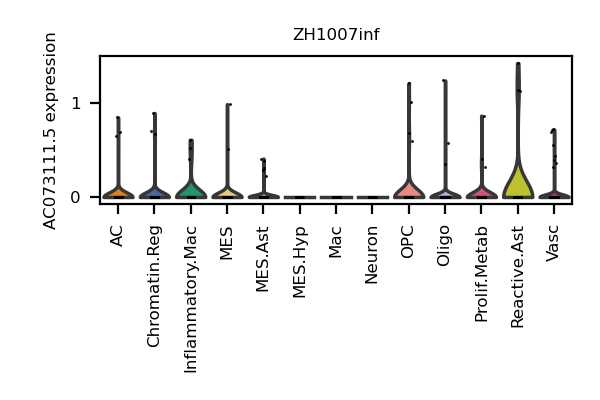 ZH1007inf
AC073111.5 expression
1
0
AC
Chromatin.Reg
Inflammatory.Mac
MES
MES.Ast
MES.Hyp
Mac
Neuron
OPC
Oligo
Prolif.Metab
Reactive.Ast
Vasc